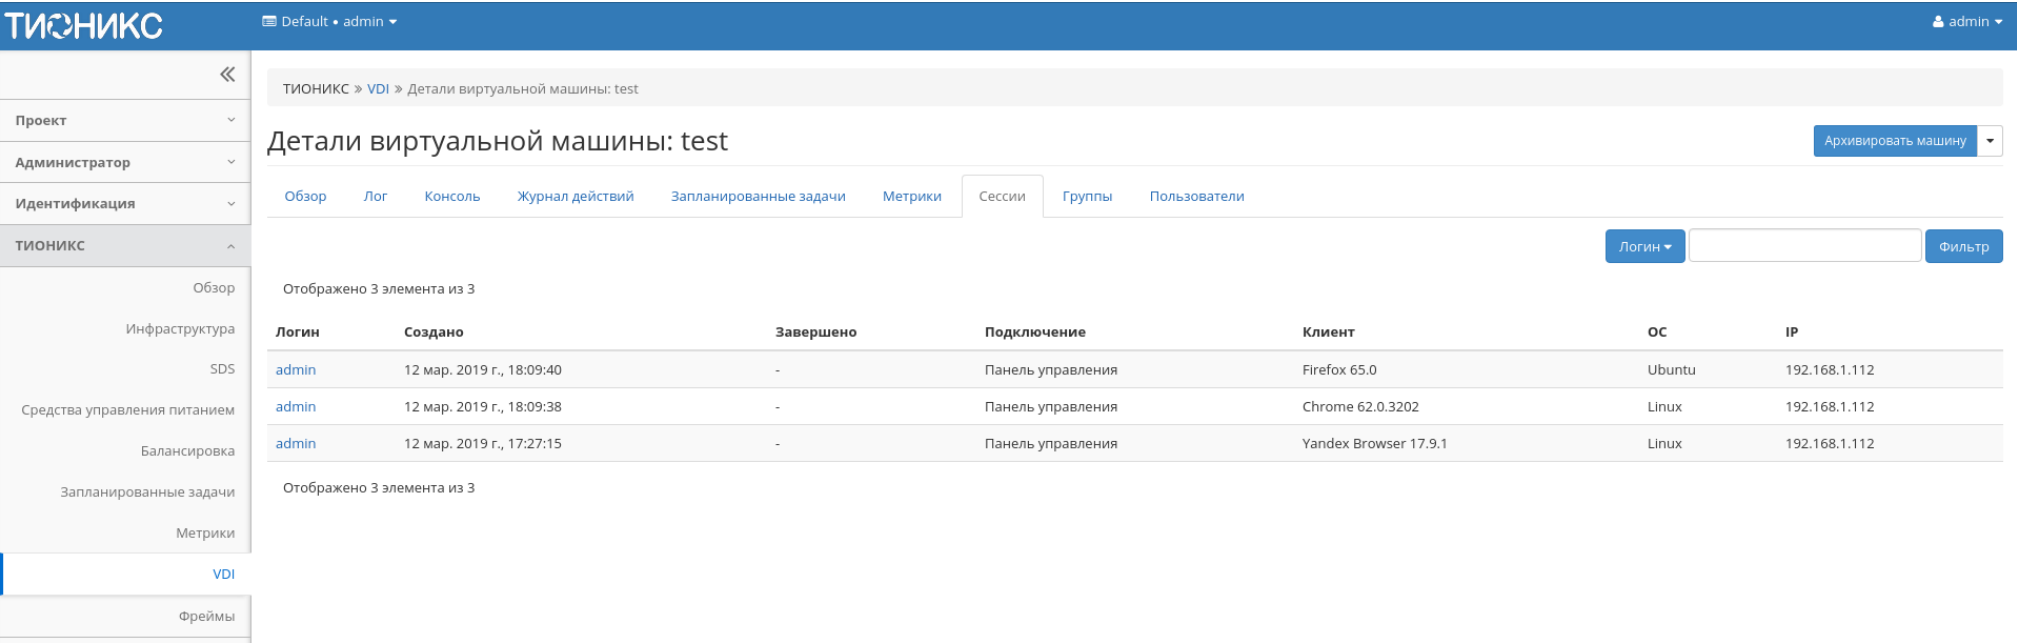 ТИОНИКС
Default • admin
admin
Проект
Администратор
Идентификация
ТИОНИКС
Обзор
Инфраструктура
SDS
Средства управления питанием
Балансировка
Запланированные задачи
Метрики
VDI
Фреймы
ТИОНИКС » VDI » Детали виртуальной машины: test
Детали виртуальной машины: test
Архивировать машину
Обзор Лог Консоль Журнал действий Запланированные задачи Метрики Сессии Группы Пользователи
Логин Фильтр
Отображено 3 элемента из 3
Логин Создано Завершено Подключение Клиент ОС IP
admin 12 мар. 2019 г., 18:09:40 - Панель управления Firefox 65.0 Ubuntu 192.168.1.112
admin 12 мар. 2019 г., 18:09:38 - Панель управления Chrome 62.0.3202 Linux 192.168.1.112
admin 12 мар. 2019 г., 17:27:15 - Панель управления Yandex Browser 17.9.1 Linux 192.168.1.112
Отображено 3 элемента из 3